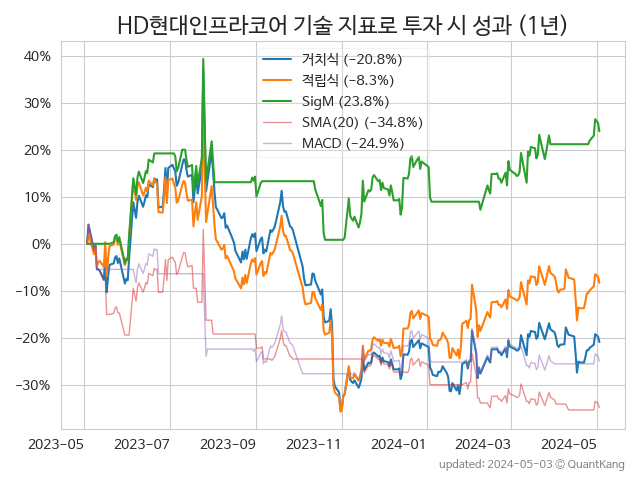 HD현대인프라코어 기술 지표로 투자 시 성과 (1년)
거치식 (−20.8%)
적립식 (−8.3%)
SigM (23.8%)
SMA(20) (−34.8%)
MACD (−24.9%)
40%
30%
20%
10%
0%
−10%
−20%
−30%
2023-05 2023-07 2023-09 2023-11 2024-01 2024-03 2024-05
updated: 2024-05-03 © QuantKang